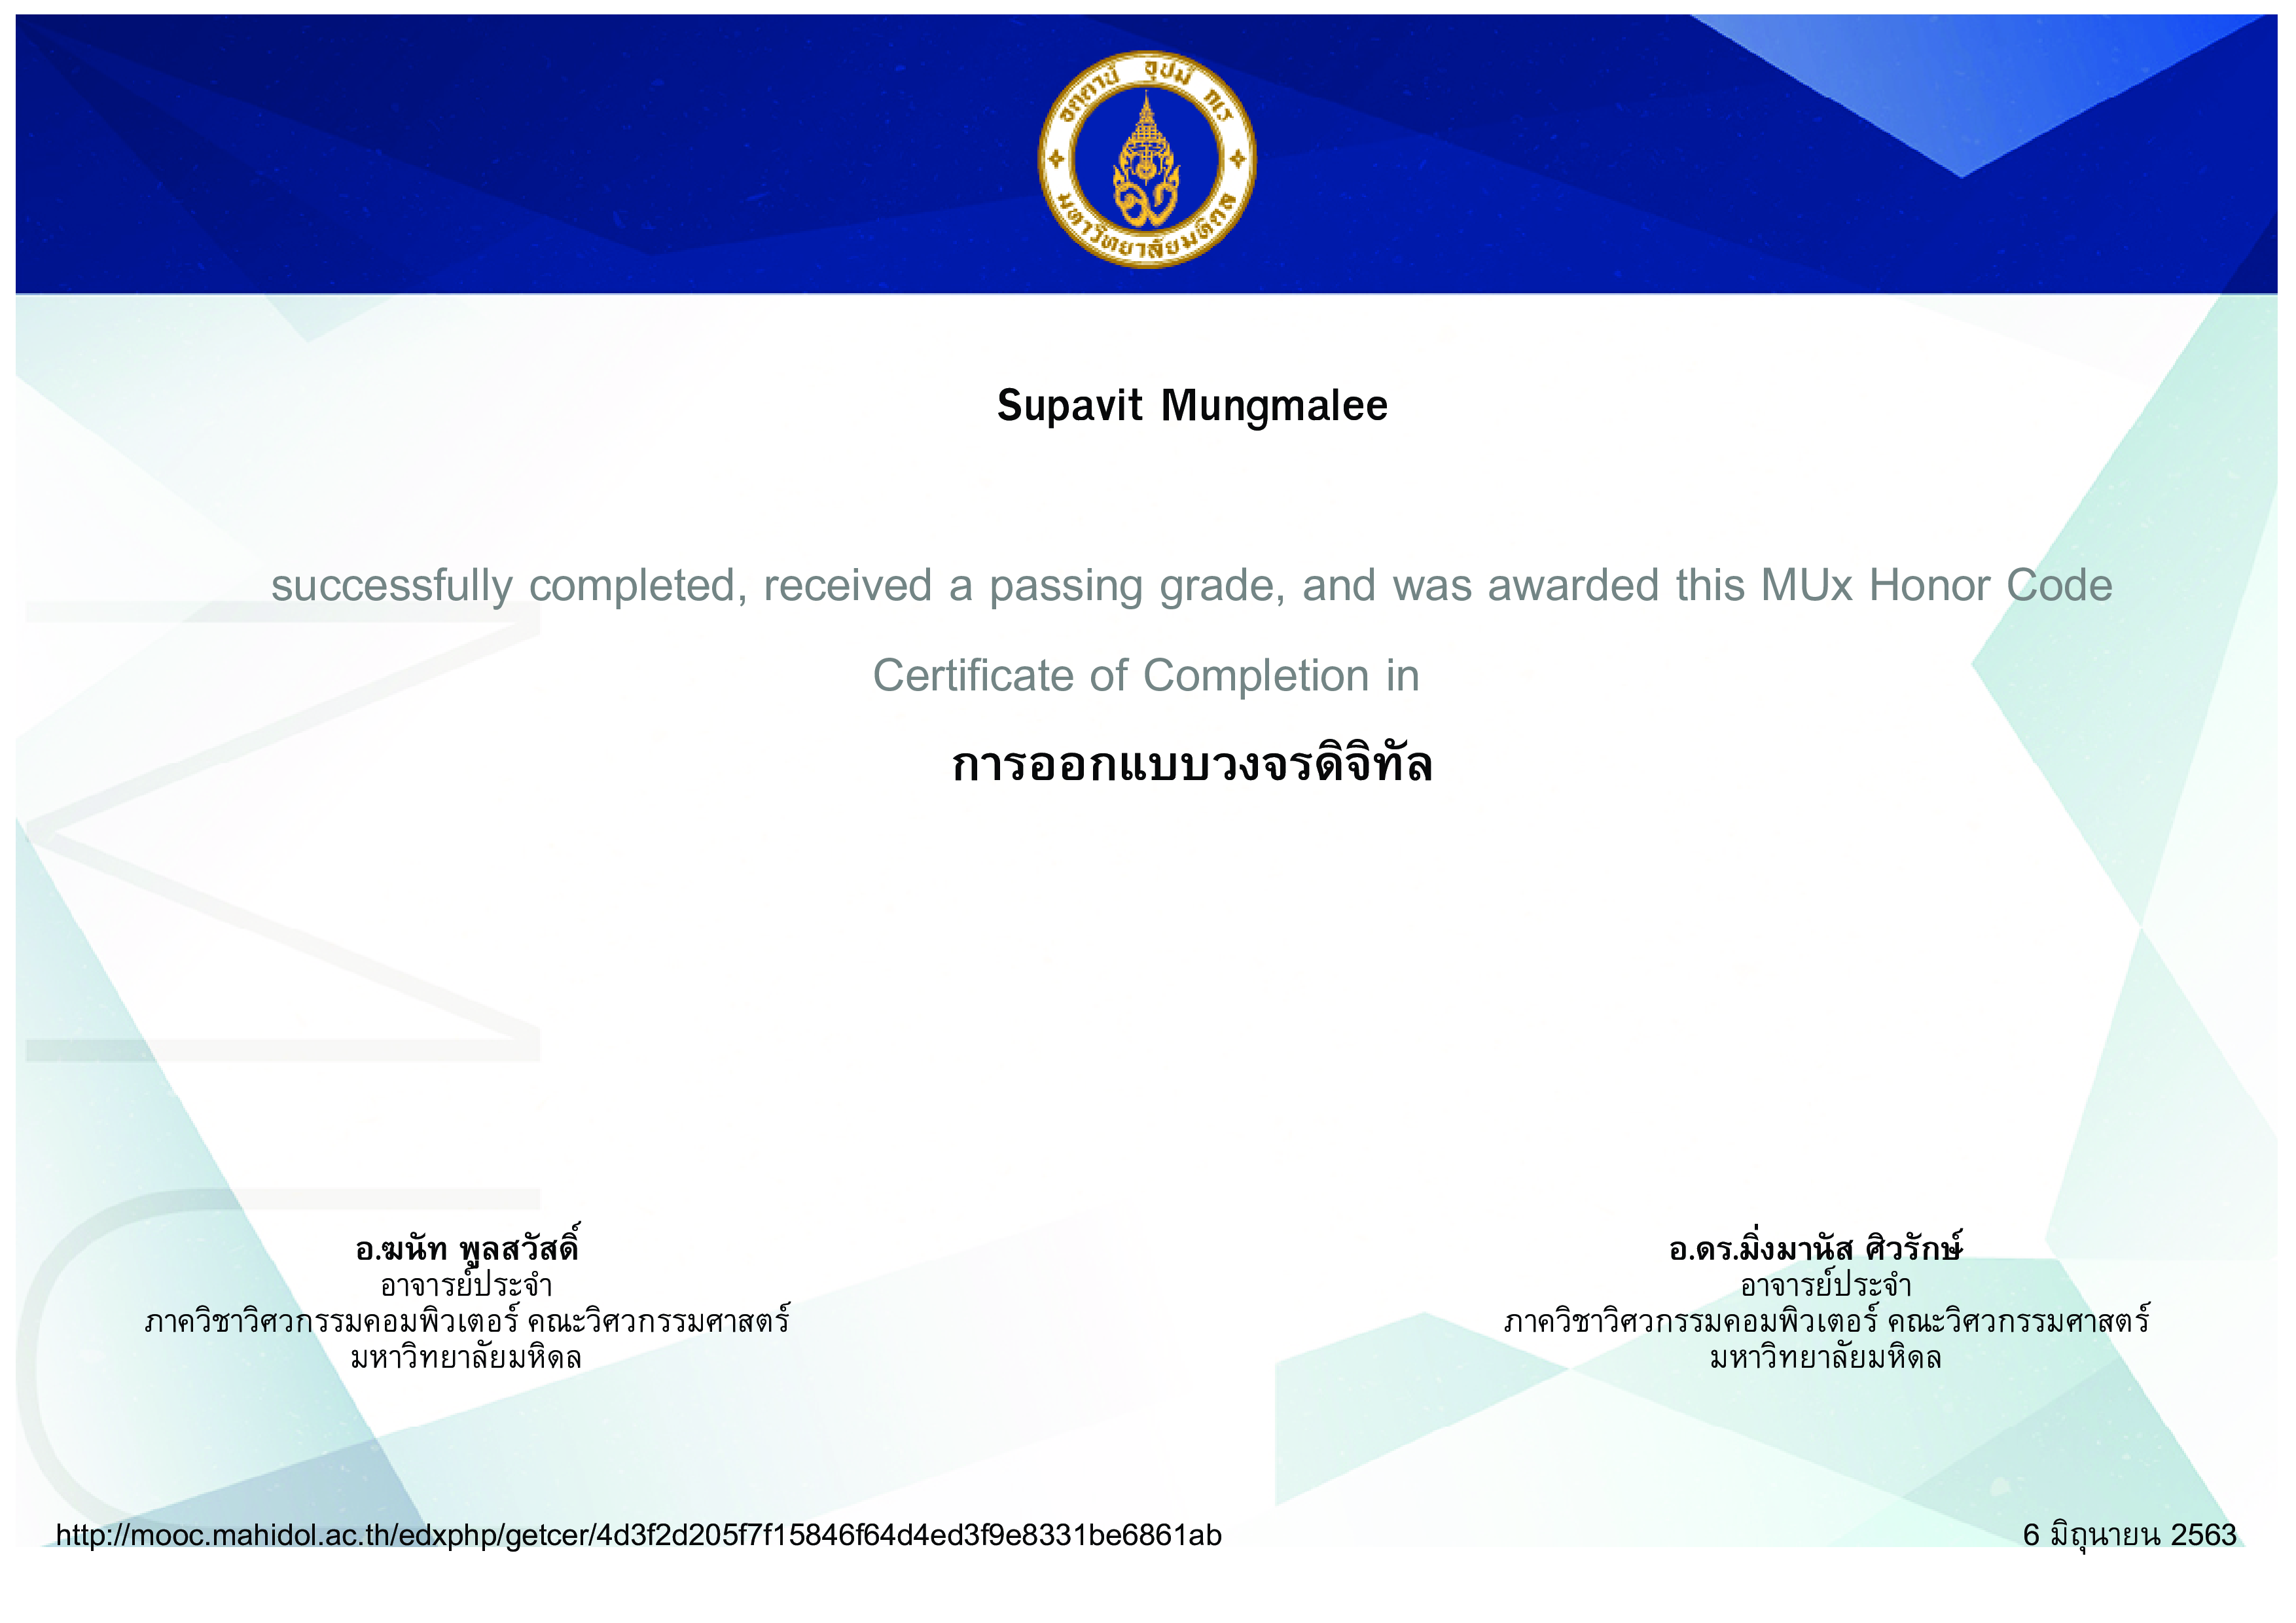 อตฺตานํ อุปมํ กเร
มหาวิทยาลัยมหิดล
Supavit Mungmalee
successfully completed, received a passing grade, and was awarded this MUx Honor Code
Certificate of Completion in
การออกแบบวงจรดิจิทัล
อ.ฆนัท พูลสวัสดิ์
อาจารย์ประจำ
ภาควิชาวิศวกรรมคอมพิวเตอร์ คณะวิศวกรรมศาสตร์
มหาวิทยาลัยมหิดล
อ.ดร.มิ่งมานัส ศิวรักษ์
อาจารย์ประจำ
ภาควิชาวิศวกรรมคอมพิวเตอร์ คณะวิศวกรรมศาสตร์
มหาวิทยาลัยมหิดล
http://mooc.mahidol.ac.th/edxphp/getcer/4d3f2d205f7f15846f64d4ed3f9e8331be6861ab
6 มิถุนายน 2563